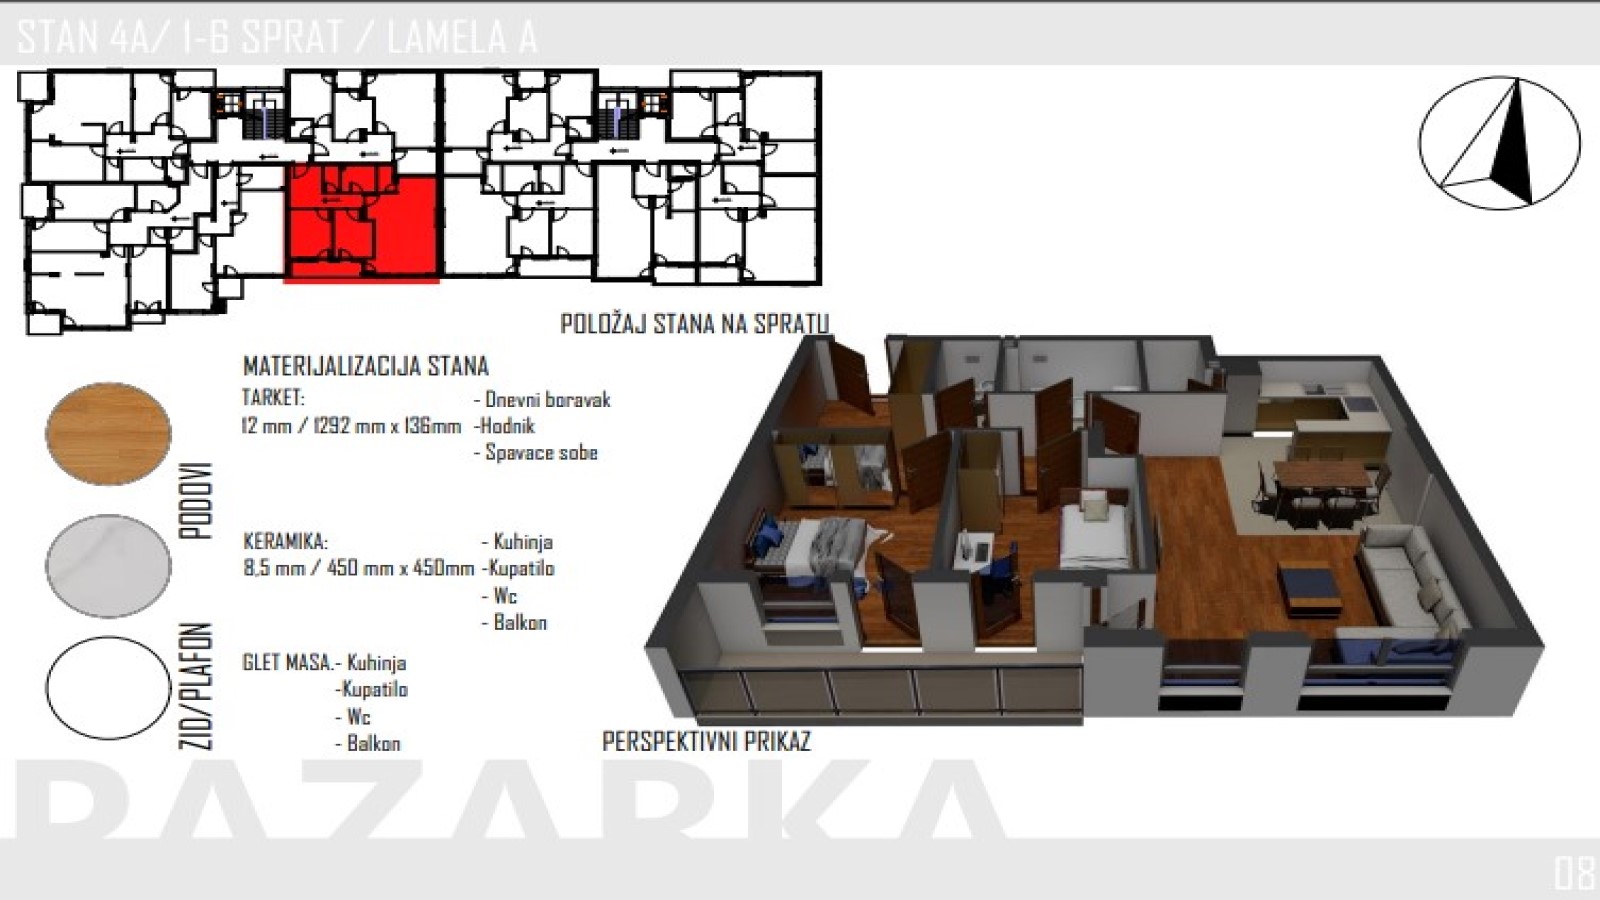 STAN 4A/ 1-6 SPRAT / LAMELA A
POLOŽAJ STANA NA SPRATU
MATERIJALIZACIJA STANA
TARKET: - Dnevni boravak
12 mm / 1292 mm x 136mm -Hodnik
- Spavace sobe
PODOVI
KERAMIKA: - Kuhinja
8,5 mm / 450 mm x 450mm -Kupatilo
- Wc
- Balkon
ZID/PLAFON
GLET MASA.- Kuhinja
-Kupatilo
- Wc
- Balkon
PERSPEKTIVNI PRIKAZ
PAZARKA
08